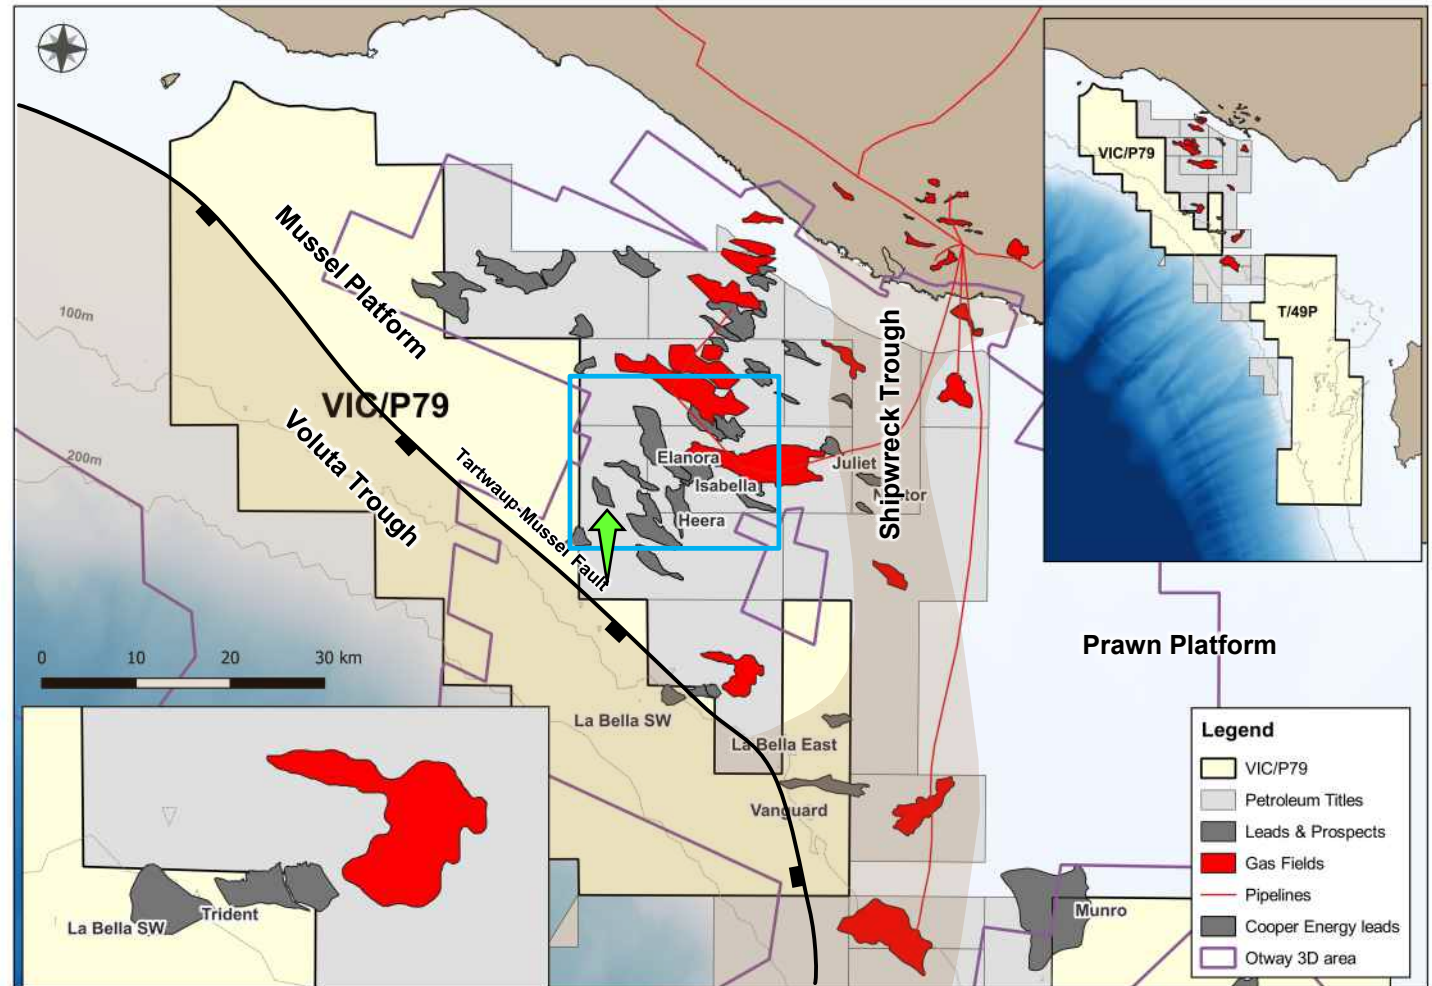 VIC/P79
T/49P
Mussel Platform
100m
VIC/P79
Voluta Trough
200m
Tartwaup-Mussel Fault
Shipwreck Trough
Elanora
Isabella
Heera
Juliet
Prawn Platform
0 10 20 30 km
La Bella SW
La Bella East
Vanguard
Munro
La Bella SW
Trident
Legend
VIC/P79
Petroleum Titles
Leads & Prospects
Gas Fields
Pipelines
Cooper Energy leads
Otway 3D area